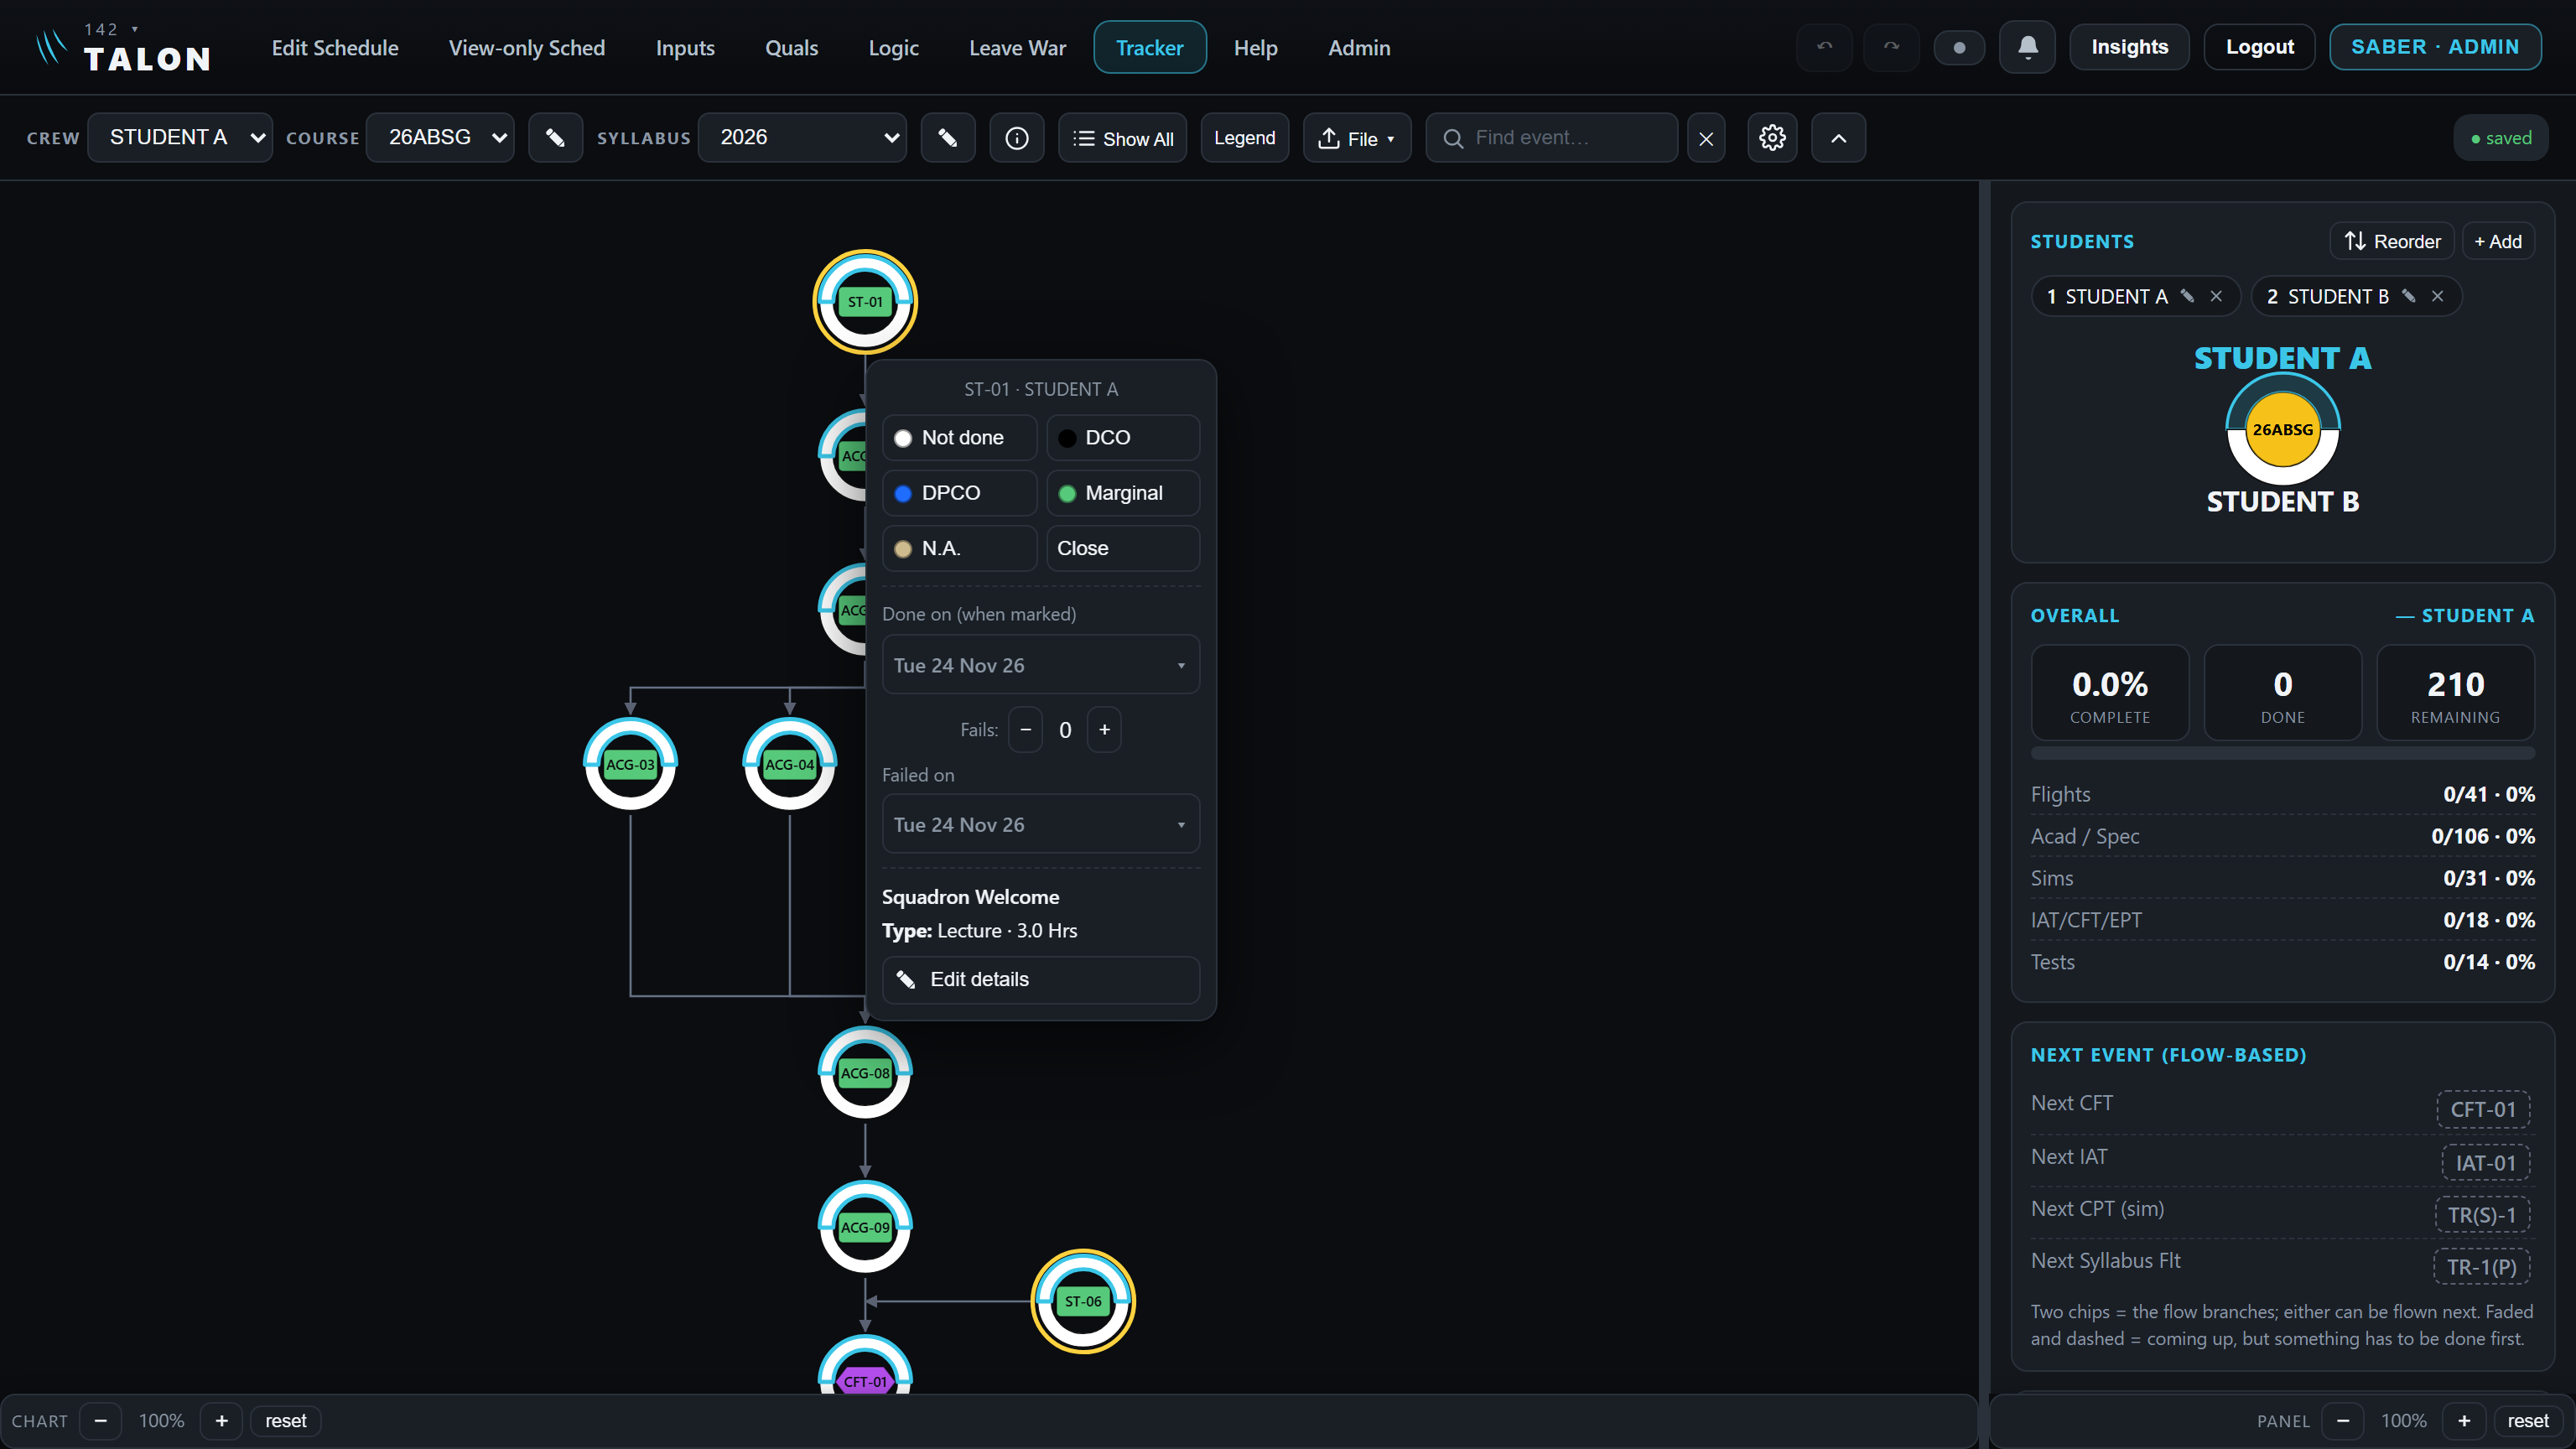 142 ▾
TALON
Edit Schedule
View-only Sched
Inputs
Quals
Logic
Leave War
Tracker
Help
Admin
Insights
Logout
SABER · ADMIN
CREW
STUDENT A
COURSE
26ABSG
SYLLABUS
2026
Show All
Legend
File ▾
Find event…
saved
ST-01
ST-01 · STUDENT A
Not done
DCO
DPCO
Marginal
N.A.
Close
Done on (when marked)
Tue 24 Nov 26
Fails:
− 0 +
Failed on
Tue 24 Nov 26
Squadron Welcome
Type: Lecture · 3.0 Hrs
Edit details
ACG-03
ACG-04
ACG-08
ACG-09
ST-06
CFT-01
CHART
− 100% +
reset
STUDENTS
Reorder
+ Add
1 STUDENT A
2 STUDENT B
STUDENT A
26ABSG
STUDENT B
OVERALL
— STUDENT A
0.0%
COMPLETE
0
DONE
210
REMAINING
Flights 0/41 · 0%
Acad / Spec 0/106 · 0%
Sims 0/31 · 0%
IAT/CFT/EPT 0/18 · 0%
Tests 0/14 · 0%
NEXT EVENT (FLOW-BASED)
Next CFT CFT-01
Next IAT IAT-01
Next CPT (sim) TR(S)-1
Next Syllabus Flt TR-1(P)
Two chips = the flow branches; either can be flown next. Faded
and dashed = coming up, but something has to be done first.
PANEL
− 100% +
reset